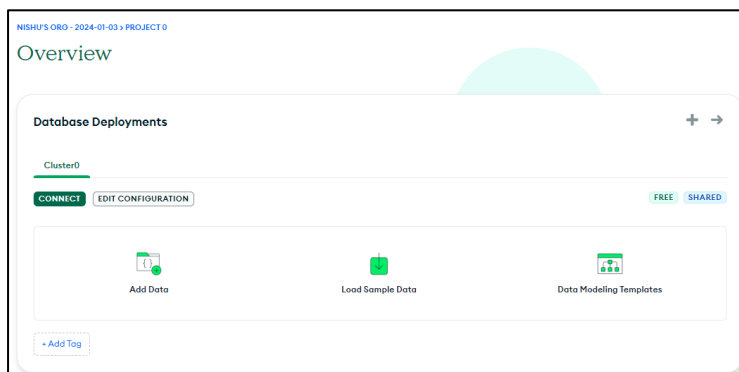 NISHU'S ORG - 2024-01-03 > PROJECT 0
Overview
Database Deployments
Cluster0
CONNECT EDIT CONFIGURATION FREE SHARED
Add Data Load Sample Data Data Modeling Templates
+ Add Tag